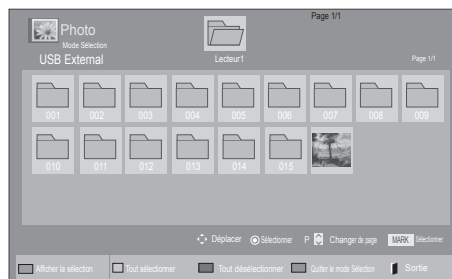 Page 1/1
Photo
Mode Sélection
USB External
Lecteur1
Page 1/1
001 002 003 004 005 006 007 008 009
010 011 012 013 014 015
Déplacer Sélectionner P Changer de page MARK Sélectionner
Afficher la sélection Tout sélectionner Tout désélectionner Quitter le mode Sélection Sortie